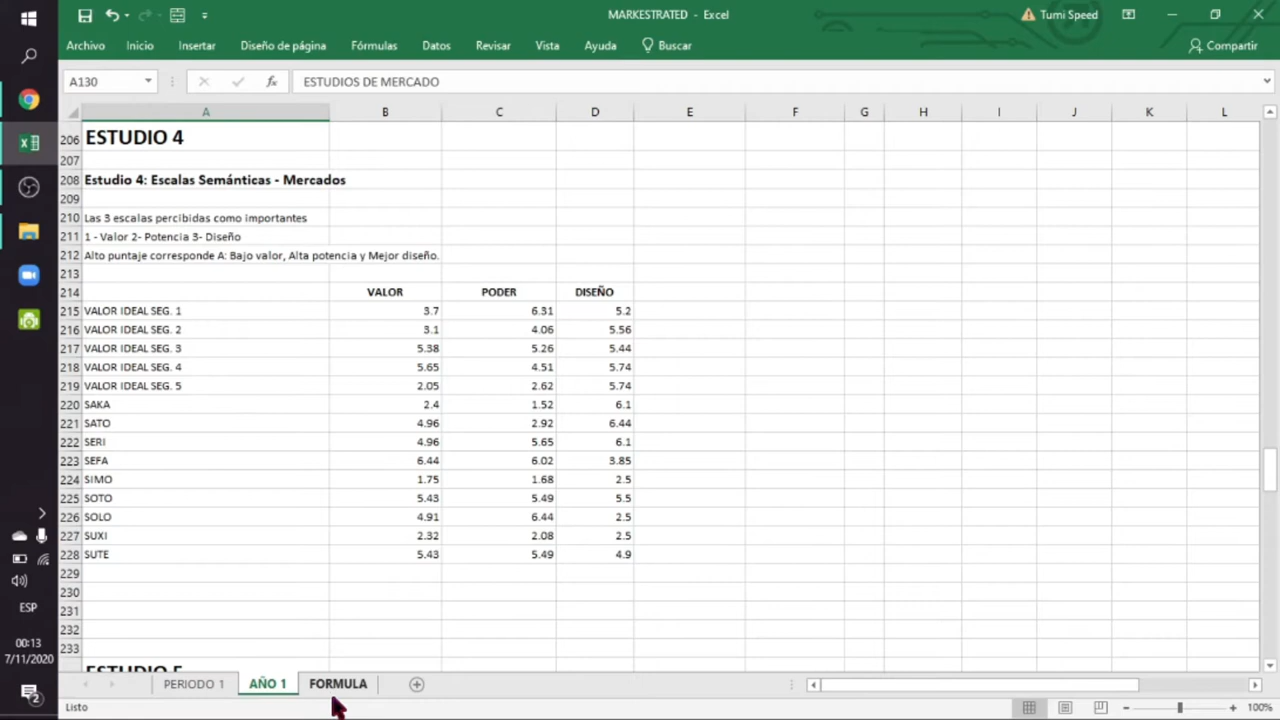 MARKESTRATED - Excel
Tumi Speed
Archivo Inicio Insertar Diseño de página Fórmulas Datos Revisar Vista Ayuda Buscar Compartir
A130 fx ESTUDIOS DE MERCADO
A B C D E F G H I J K L
206 ESTUDIO 4
207
208 Estudio 4: Escalas Semánticas - Mercados
209
210 Las 3 escalas percibidas como importantes
211 1 - Valor 2- Potencia 3- Diseño
212 Alto puntaje corresponde A: Bajo valor, Alta potencia y Mejor diseño.
213
214 VALOR PODER DISEÑO
215 VALOR IDEAL SEG. 1 3.7 6.31 5.2
216 VALOR IDEAL SEG. 2 3.1 4.06 5.56
217 VALOR IDEAL SEG. 3 5.38 5.26 5.44
218 VALOR IDEAL SEG. 4 5.65 4.51 5.74
219 VALOR IDEAL SEG. 5 2.05 2.62 5.74
220 SAKA 2.4 1.52 6.1
221 SATO 4.96 2.92 6.44
222 SERI 4.96 5.65 6.1
223 SEFA 6.44 6.02 3.85
224 SIMO 1.75 1.68 2.5
225 SOTO 5.43 5.49 5.5
226 SOLO 4.91 6.44 2.5
227 SUXI 2.32 2.08 2.5
228 SUTE 5.43 5.49 4.9
229
230
231
232
233
ESTUDIO 5
PERIODO 1 AÑO 1 FORMULA
Listo 100%
ESP
00:13
7/11/2020
2